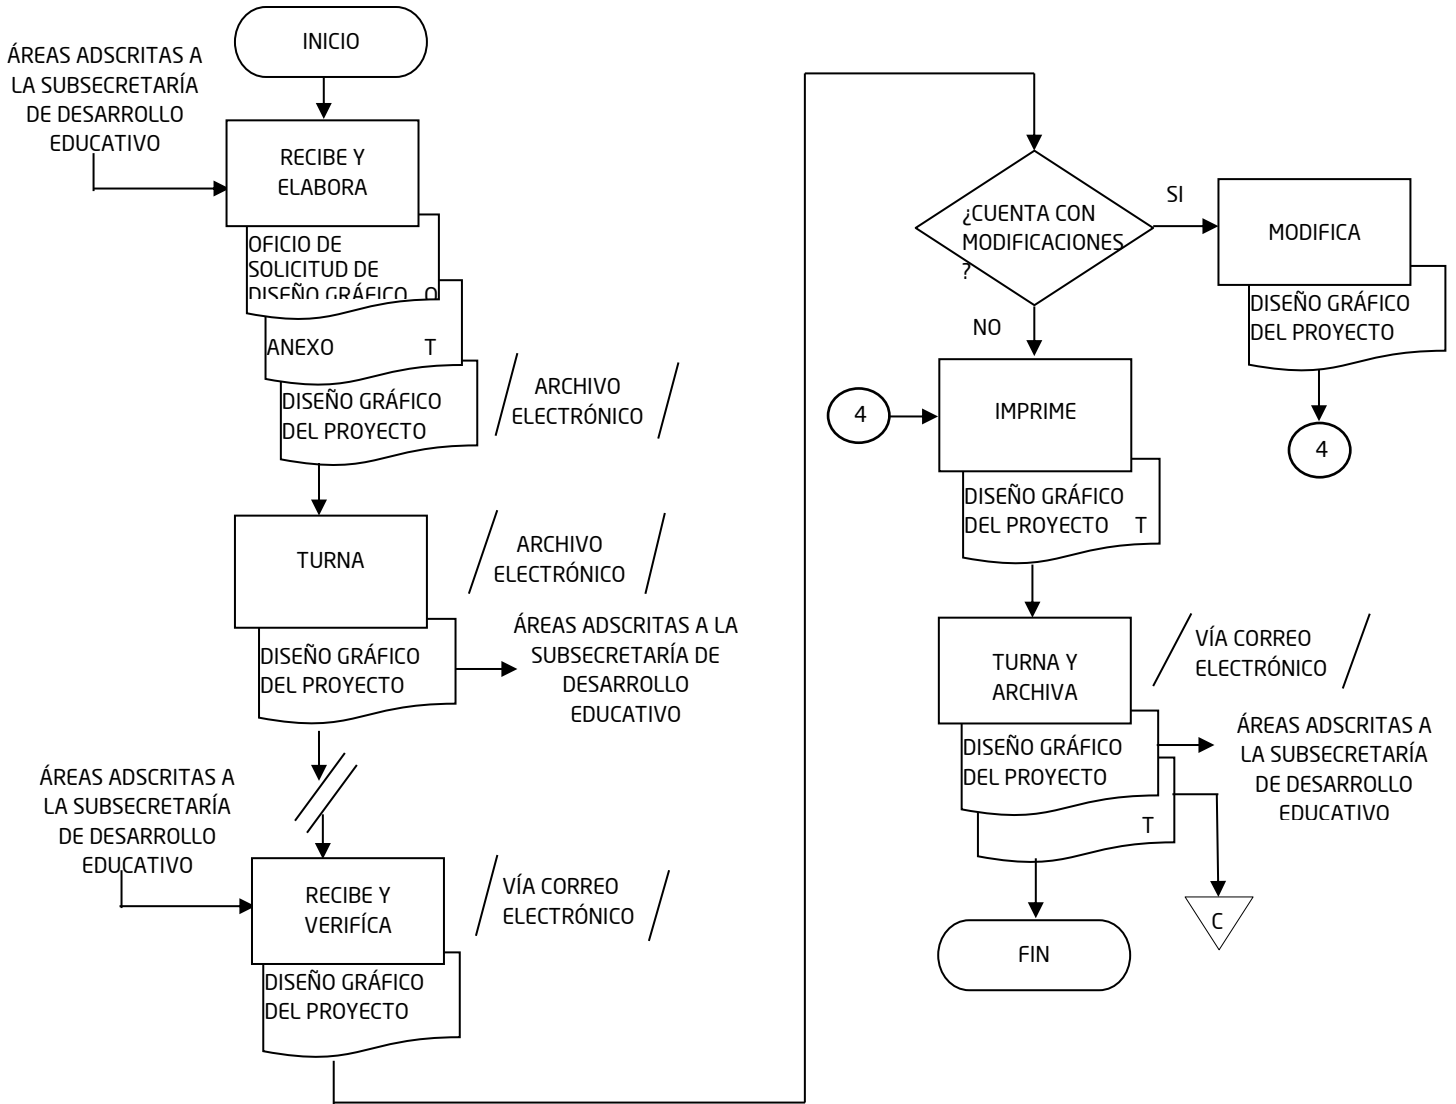 INICIO
ÁREAS ADSCRITAS A
LA SUBSECRETARÍA
DE DESARROLLO
EDUCATIVO
RECIBE Y
ELABORA
OFICIO DE
SOLICITUD DE
DISEÑO GRÁFICO O
ANEXO T
DISEÑO GRÁFICO
DEL PROYECTO
ARCHIVO
ELECTRÓNICO
TURNA
ARCHIVO
ELECTRÓNICO
DISEÑO GRÁFICO
DEL PROYECTO
ÁREAS ADSCRITAS A LA
SUBSECRETARÍA DE
DESARROLLO
EDUCATIVO
ÁREAS ADSCRITAS A
LA SUBSECRETARÍA
DE DESARROLLO
EDUCATIVO
RECIBE Y
VERIFÍCA
VÍA CORREO
ELECTRÓNICO
DISEÑO GRÁFICO
DEL PROYECTO
¿CUENTA CON
MODIFICACIONES
?
SI
MODIFICA
DISEÑO GRÁFICO
DEL PROYECTO
4
NO
4
IMPRIME
DISEÑO GRÁFICO
DEL PROYECTO T
TURNA Y
ARCHIVA
VÍA CORREO
ELECTRÓNICO
DISEÑO GRÁFICO
DEL PROYECTO
T
ÁREAS ADSCRITAS A
LA SUBSECRETARÍA
DE DESARROLLO
EDUCATIVO
C
FIN